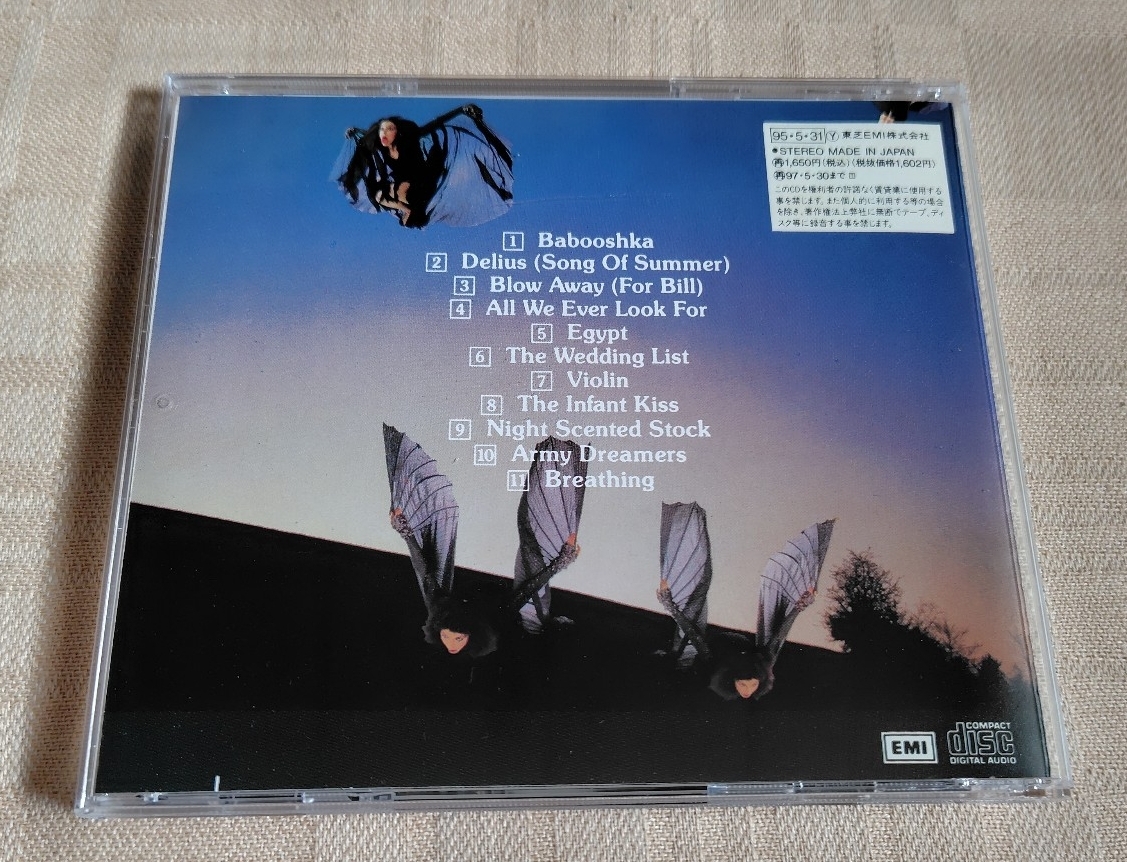 95・5・31 Ⓨ 東芝EMI株式会社
●STEREO MADE IN JAPAN
㋐1,650円(税込)(税抜価格1,602円)
97・5・30まで
このCDを権利者の許諾なく賃貸業に使用する
事を禁じます。また個人的に利用する等の場合
を除き、著作権法上弊社に無断でテープ、ディ
スク等に録音する事を禁じます。
1 Babooshka
2 Delius (Song Of Summer)
3 Blow Away (For Bill)
4 All We Ever Look For
5 Egypt
6 The Wedding List
7 Violin
8 The Infant Kiss
9 Night Scented Stock
10 Army Dreamers
11 Breathing
EMI
COMPACT
disc
DIGITAL AUDIO